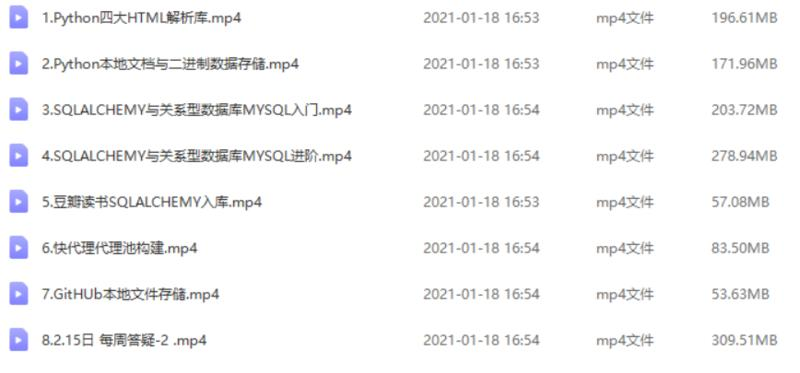 1.Python四大HTML解析库.mp4 2021-01-18 16:53 mp4文件 196.61MB
2.Python本地文档与二进制数据存储.mp4 2021-01-18 16:53 mp4文件 171.96MB
3.SQLALCHEMY与关系型数据库MYSQL入门.mp4 2021-01-18 16:54 mp4文件 203.72MB
4.SQLALCHEMY与关系型数据库MYSQL进阶.mp4 2021-01-18 16:54 mp4文件 278.94MB
5.豆瓣读书SQLALCHEMY入库.mp4 2021-01-18 16:53 mp4文件 57.08MB
6.快代理代理池构建.mp4 2021-01-18 16:54 mp4文件 83.50MB
7.GitHUb本地文件存储.mp4 2021-01-18 16:54 mp4文件 53.63MB
8.2.15日 每周答疑-2 .mp4 2021-01-18 16:54 mp4文件 309.51MB